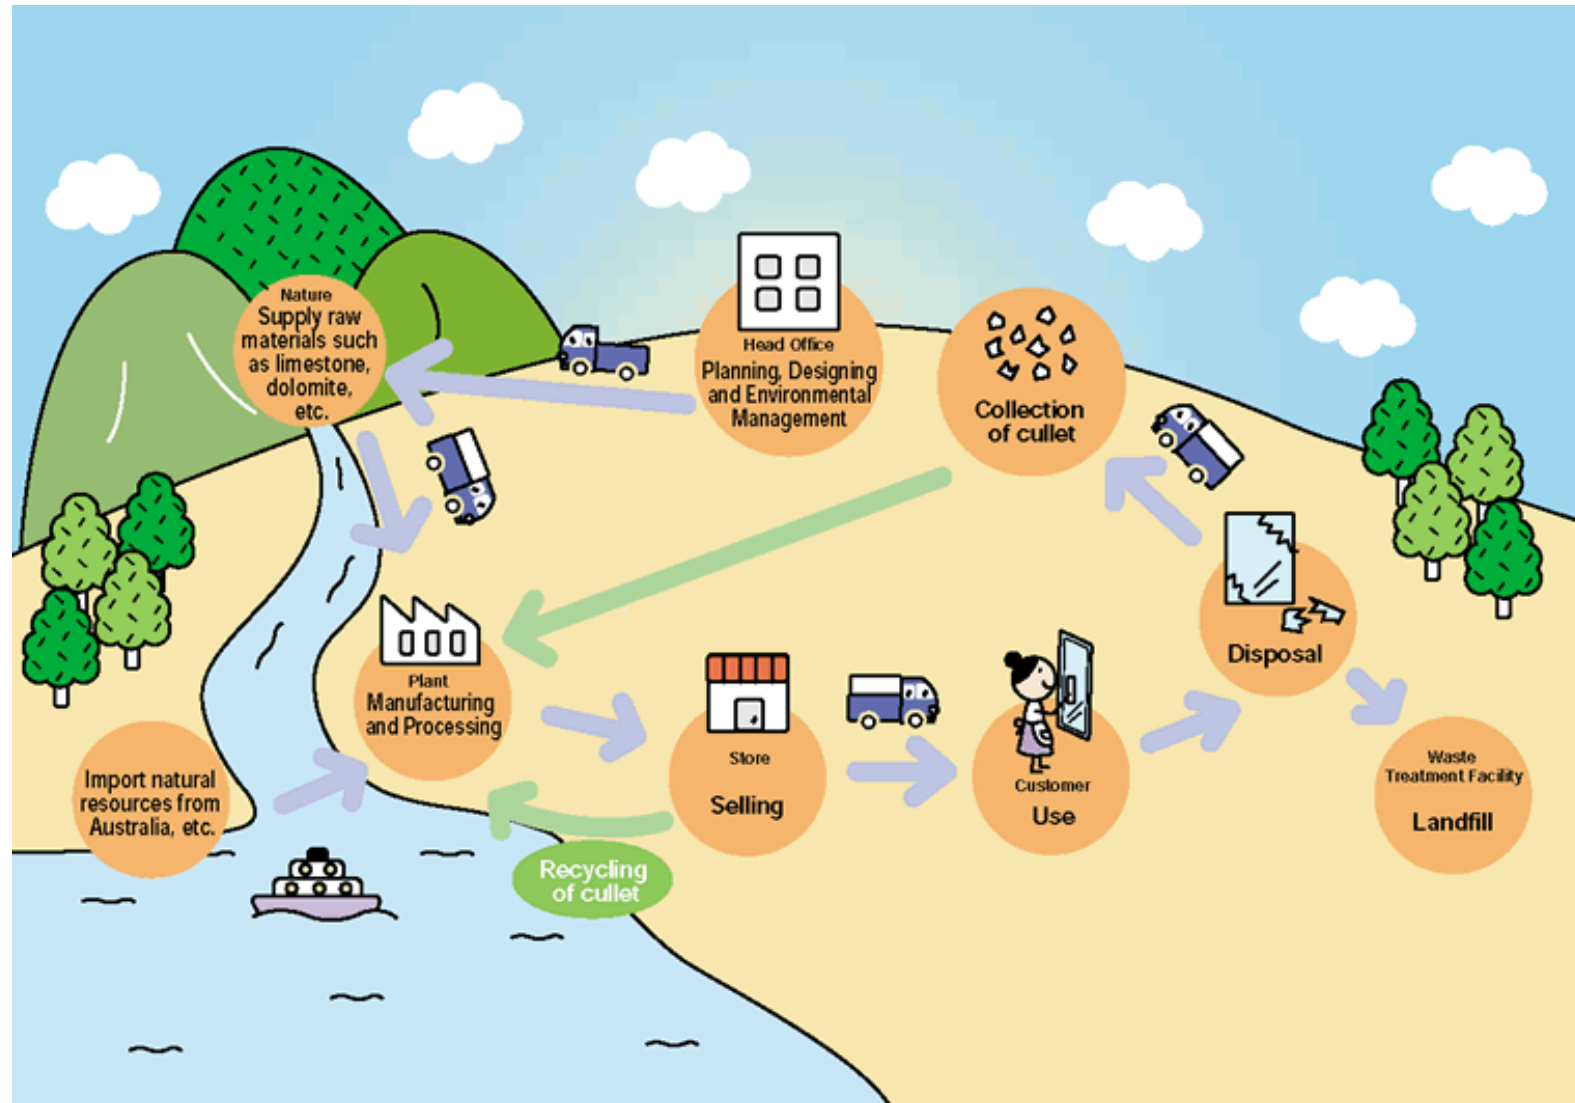 Nature
Supply raw
materials such
as limestone,
dolomite,
etc.
Head Office
Planning, Designing
and Environmental
Management
Collection
of cullet
Disposal
Plant
Manufacturing
and Processing
Import natural
resources from
Australia, etc.
Store
Selling
Customer
Use
Waste
Treatment Facility
Landfill
Recycling
of cullet